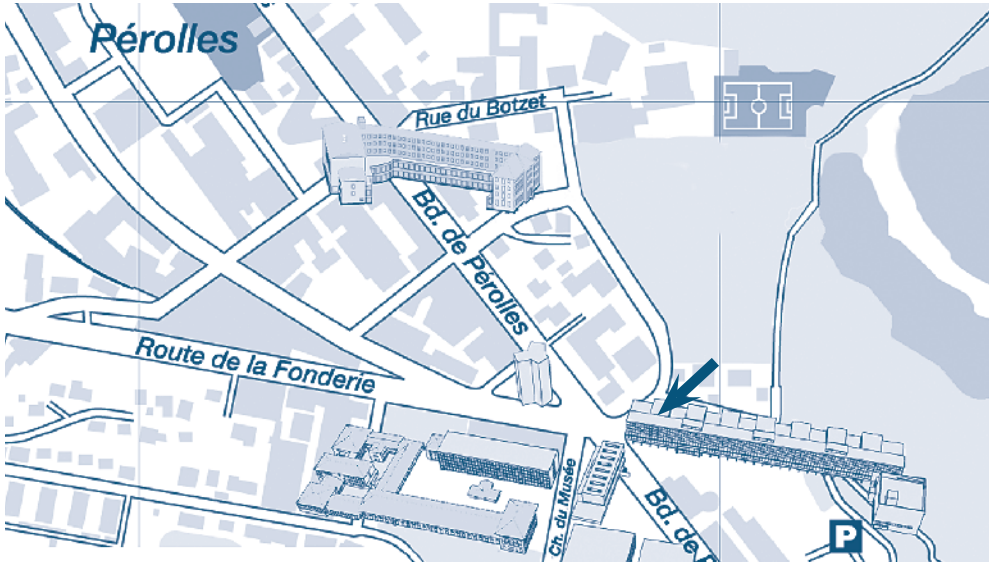 Pérolles
Rue du Botzet
Bd. de Pérolles
Route de la Fonderie
Ch. du Musée
Bd. de P
P